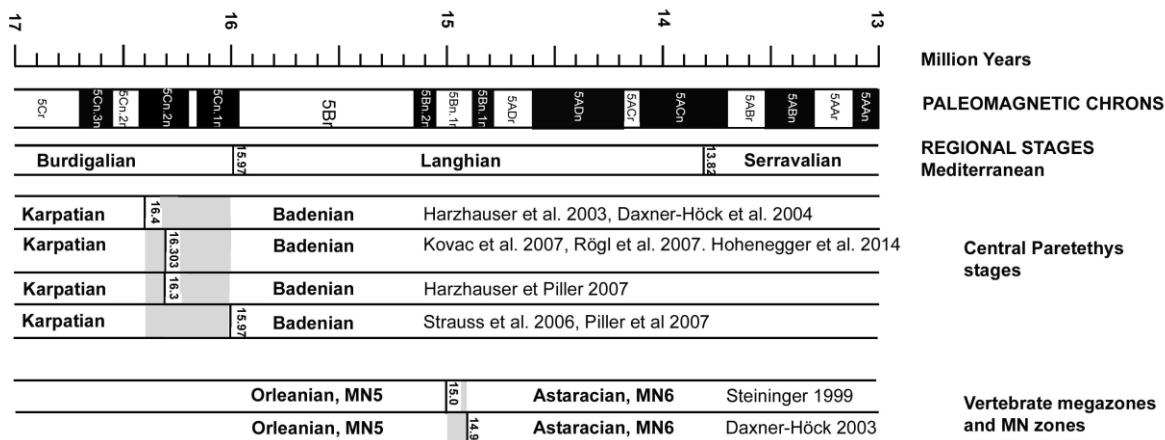 17 16 15 14 13
Million Years
5Cr 5Cn.3n 5Cn.2r 5Cn.2n 5Cn.1n 5Br 5Bn.2n 5Bn.1r 5Bn.1n 5ADr 5ADn 5ACr 5ACn 5ABr 5ABn 5AAr 5AAn
PALEOMAGNETIC CHRONS
REGIONAL STAGES
Mediterranean
Burdigalian 15.97 Langhian 13.82 Serravalian
Karpatian 16.4 Badenian Harzhauser et al. 2003, Daxner-Höck et al. 2004
Karpatian 16.303 Badenian Kovac et al. 2007, Rögl et al. 2007. Hohenegger et al. 2014
Karpatian 16.3 Badenian Harzhauser et Piller 2007
Karpatian 15.97 Badenian Strauss et al. 2006, Piller et al 2007
Central Paretethys
stages
Orleanian, MN5 15.0 Astaracian, MN6 Steininger 1999
Orleanian, MN5 14.9 Astaracian, MN6 Daxner-Höck 2003
Vertebrate megazones
and MN zones